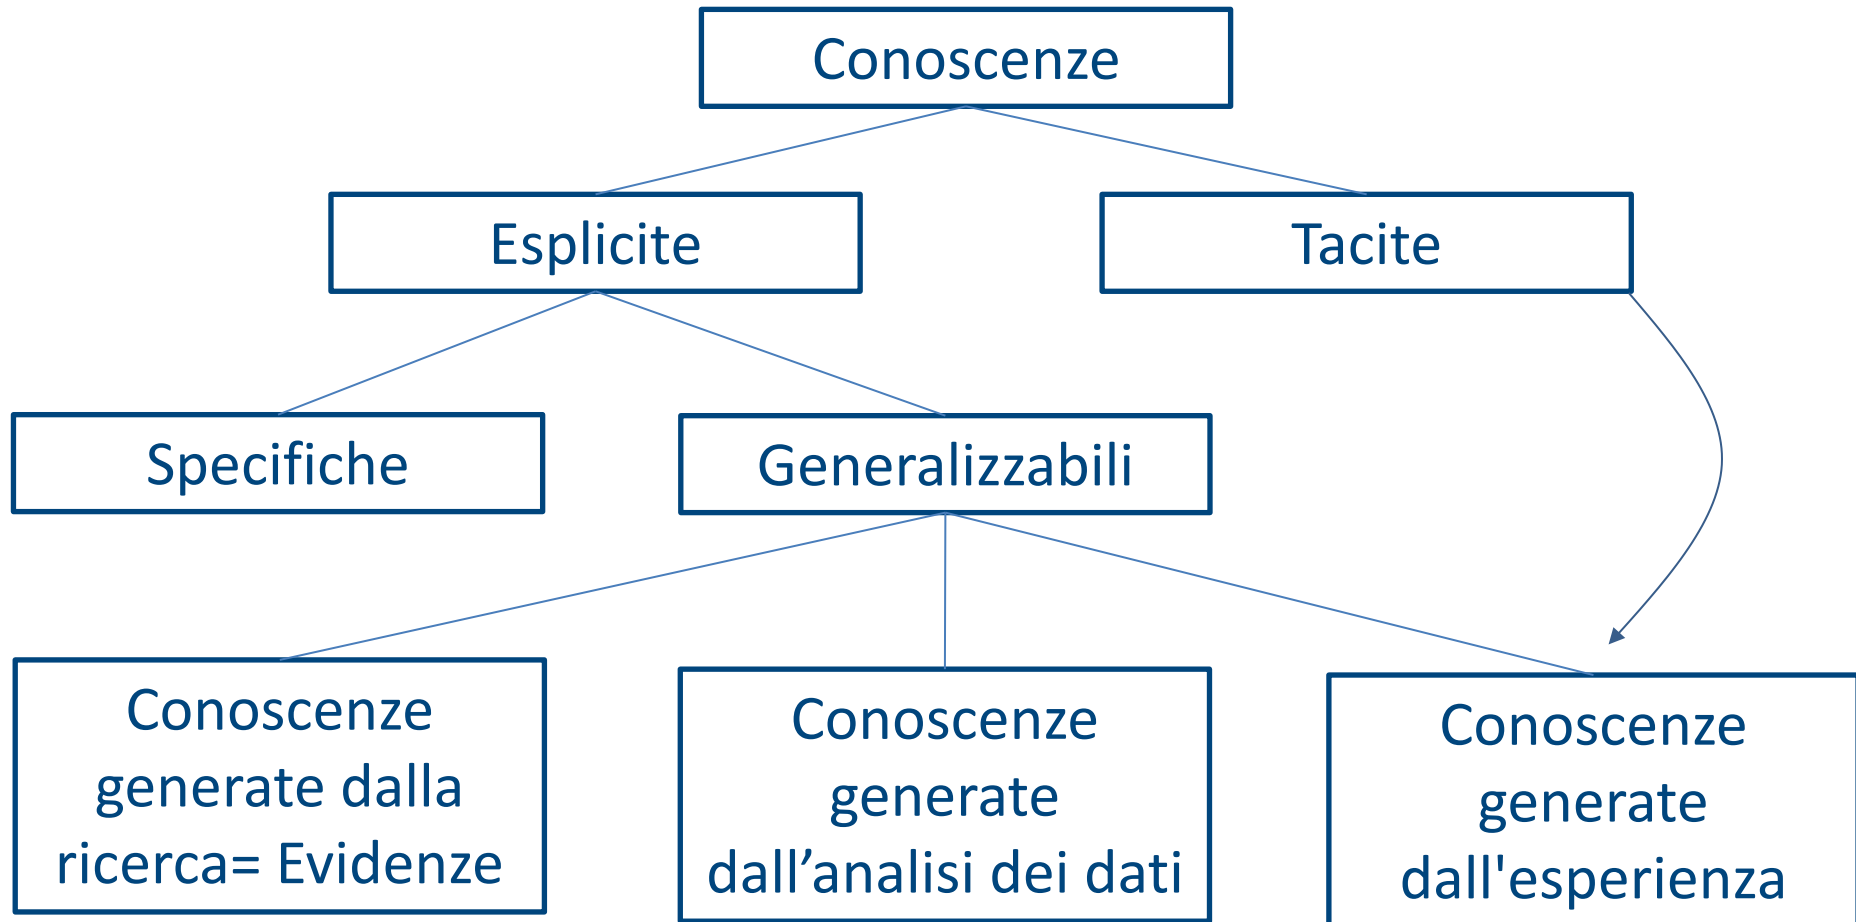 Conoscenze
Esplicite
Tacite
Specifiche
Generalizzabili
Conoscenze
generate dalla
ricerca= Evidenze
Conoscenze
generate
dall’analisi dei dati
Conoscenze
generate
dall'esperienza